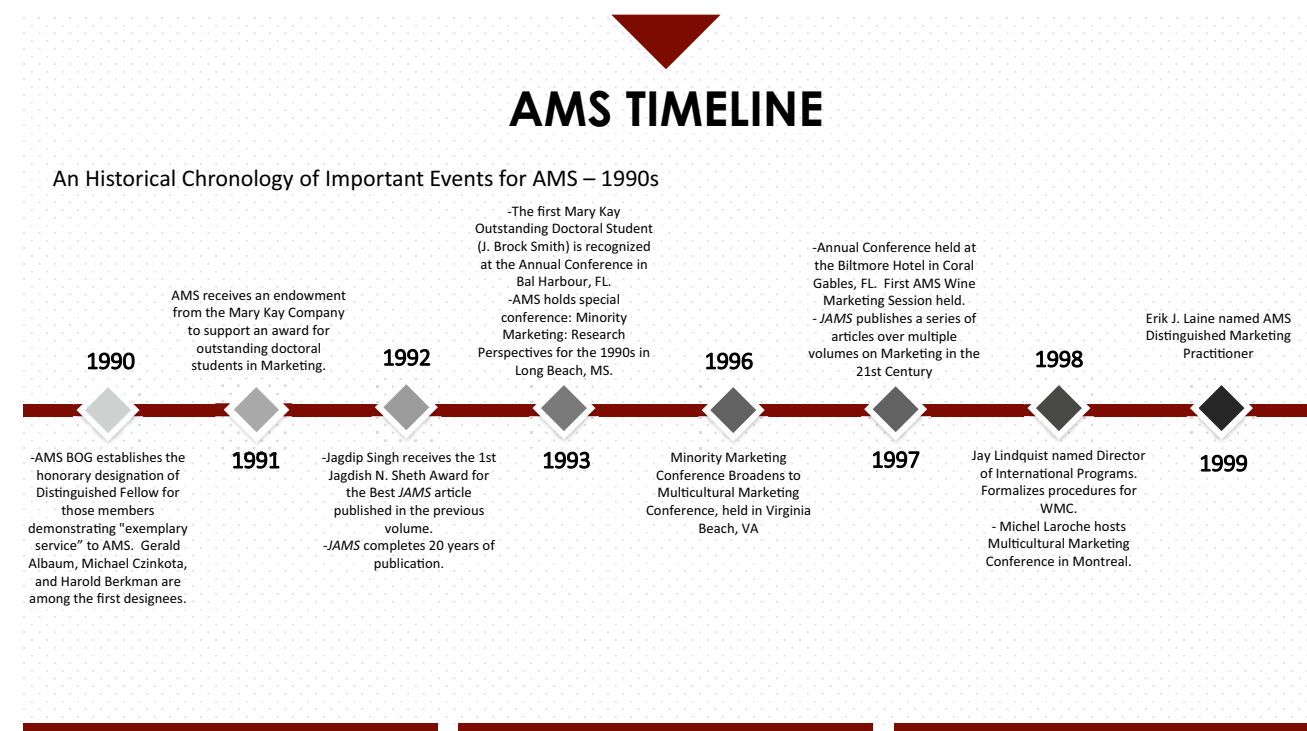 AMS TIMELINE
An Historical Chronology of Important Events for AMS – 1990s
1990
-AMS BOG establishes the
honorary designation of
Distinguished Fellow for
those members
demonstrating "exemplary
service” to AMS.  Gerald
Albaum, Michael Czinkota,
and Harold Berkman are
among the first designees.
AMS receives an endowment
from the Mary Kay Company
to support an award for
outstanding doctoral
students in Marketing.
1991
1992
-Jagdip Singh receives the 1st
Jagdish N. Sheth Award for
the Best JAMS article
published in the previous
volume.
-JAMS completes 20 years of
publication.
-The first Mary Kay
Outstanding Doctoral Student
(J. Brock Smith) is recognized
at the Annual Conference in
Bal Harbour, FL.
-AMS holds special
conference: Minority
Marketing: Research
Perspectives for the 1990s in
Long Beach, MS.
1993
1996
Minority Marketing
Conference Broadens to
Multicultural Marketing
Conference, held in Virginia
Beach, VA
-Annual Conference held at
the Biltmore Hotel in Coral
Gables, FL.  First AMS Wine
Marketing Session held.
- JAMS publishes a series of
articles over multiple
volumes on Marketing in the
21st Century
1997
1998
Jay Lindquist named Director
of International Programs.
Formalizes procedures for
WMC.
- Michel Laroche hosts
Multicultural Marketing
Conference in Montreal.
Erik J. Laine named AMS
Distinguished Marketing
Practitioner
1999